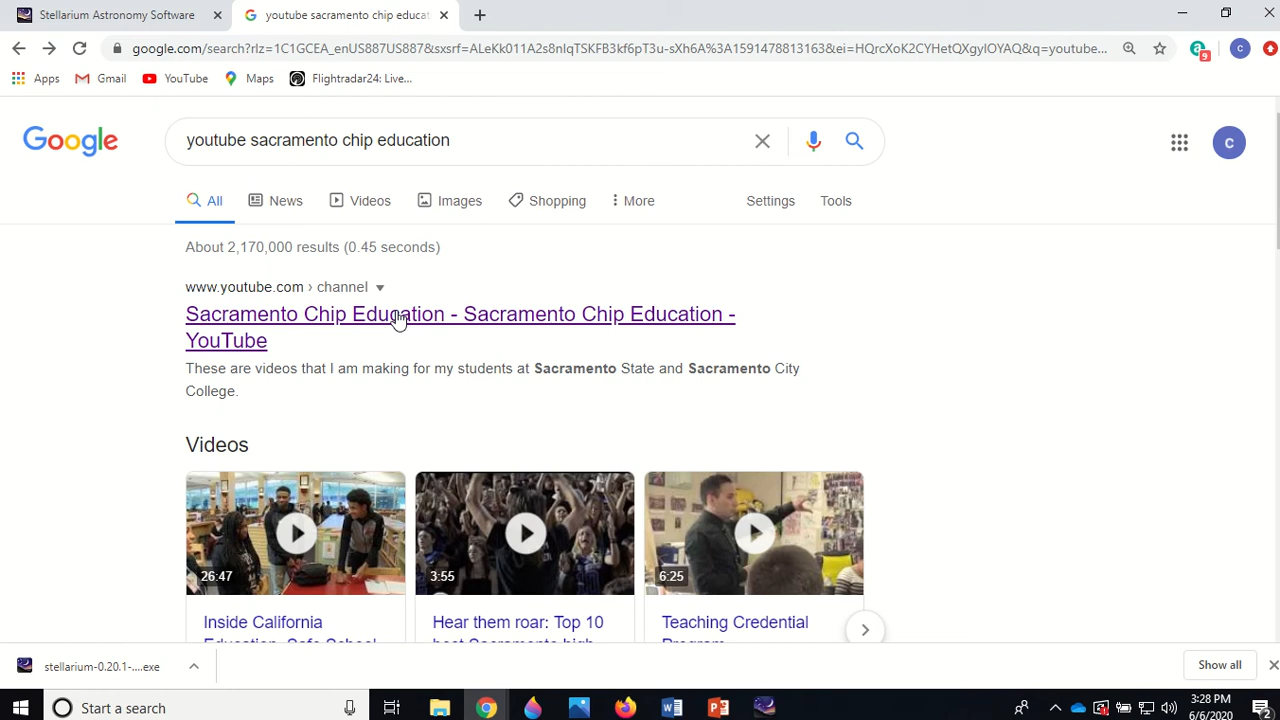 Stellarium Astronomy Software
youtube sacramento chip educat
google.com/search?rlz=1C1GCEA_enUS887US887&sxsrf=ALeKk011A2s8nIqTSKFB3kf6pT3u-sXh6A%3A1591478813163&ei=HQrcXoK2CYHetQXgyIOYAQ&q=youtube...
c
9
Apps
Gmail
YouTube
Maps
Flightradar24: Live...
Google
youtube sacramento chip education
c
All
News
Videos
Images
Shopping
More
Settings
Tools
About 2,170,000 results (0.45 seconds)
www.youtube.com › channel
Sacramento Chip Education - Sacramento Chip Education -
YouTube
These are videos that I am making for my students at Sacramento State and Sacramento City
College.
Videos
26:47
3:55
6:25
Inside California
Education: Safe School
Hear them roar: Top 10
best Sacramento high
Teaching Credential
Program
stellarium-0.20.1-....exe
Show all
Start a search
3:28 PM
6/6/2020
2